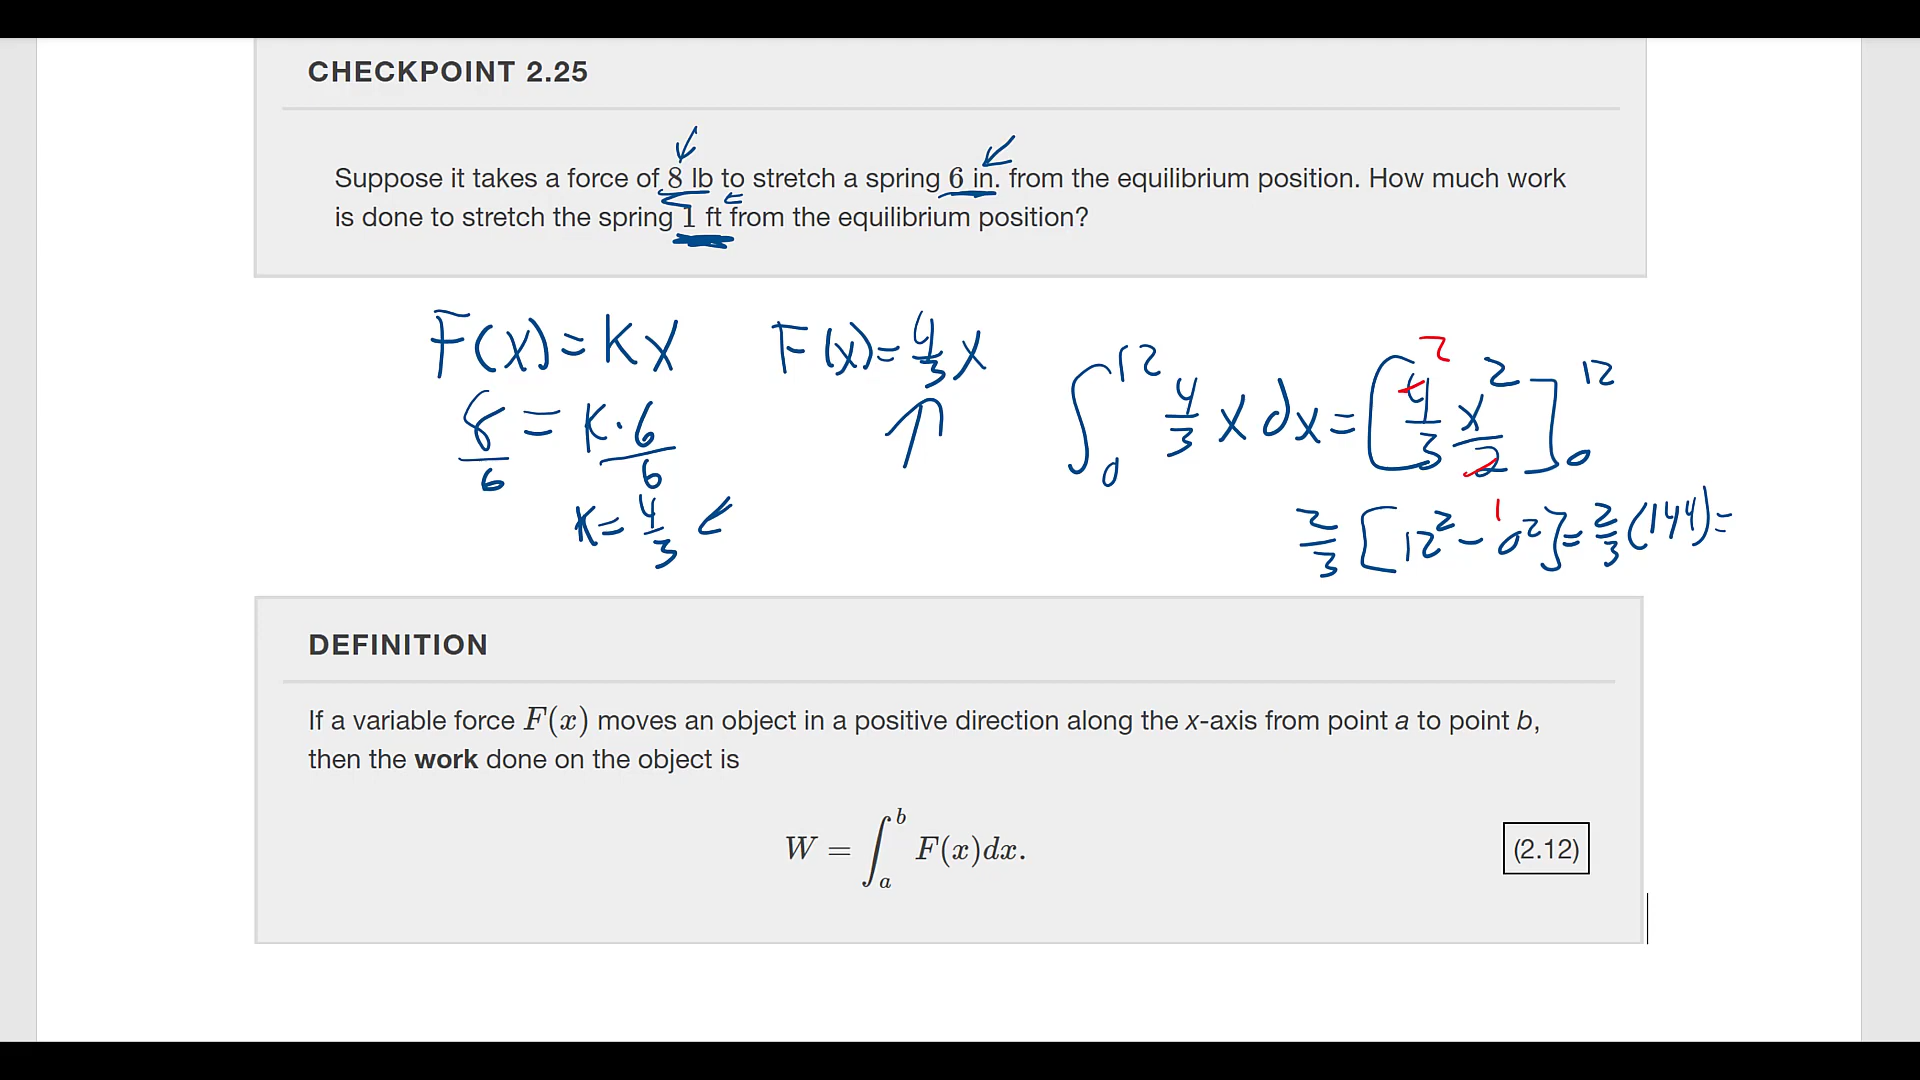 CHECKPOINT 2.25
Suppose it takes a force of 8 lb to stretch a spring 6 in. from the equilibrium position. How much work
is done to stretch the spring 1 ft from the equilibrium position?
F(x) = Kx
8/6 = K·6/6
K = 4/3
F(x) = 4/3 x
∫₀¹² 4/3 x dx = [4/3 x²/2]₀¹²
2
2/3 [12² - 0²] = 2/3 (144) =
DEFINITION
If a variable force F(x) moves an object in a positive direction along the x-axis from point a to point b,
then the work done on the object is
W = ∫ₐᵇ F(x)dx.
(2.12)